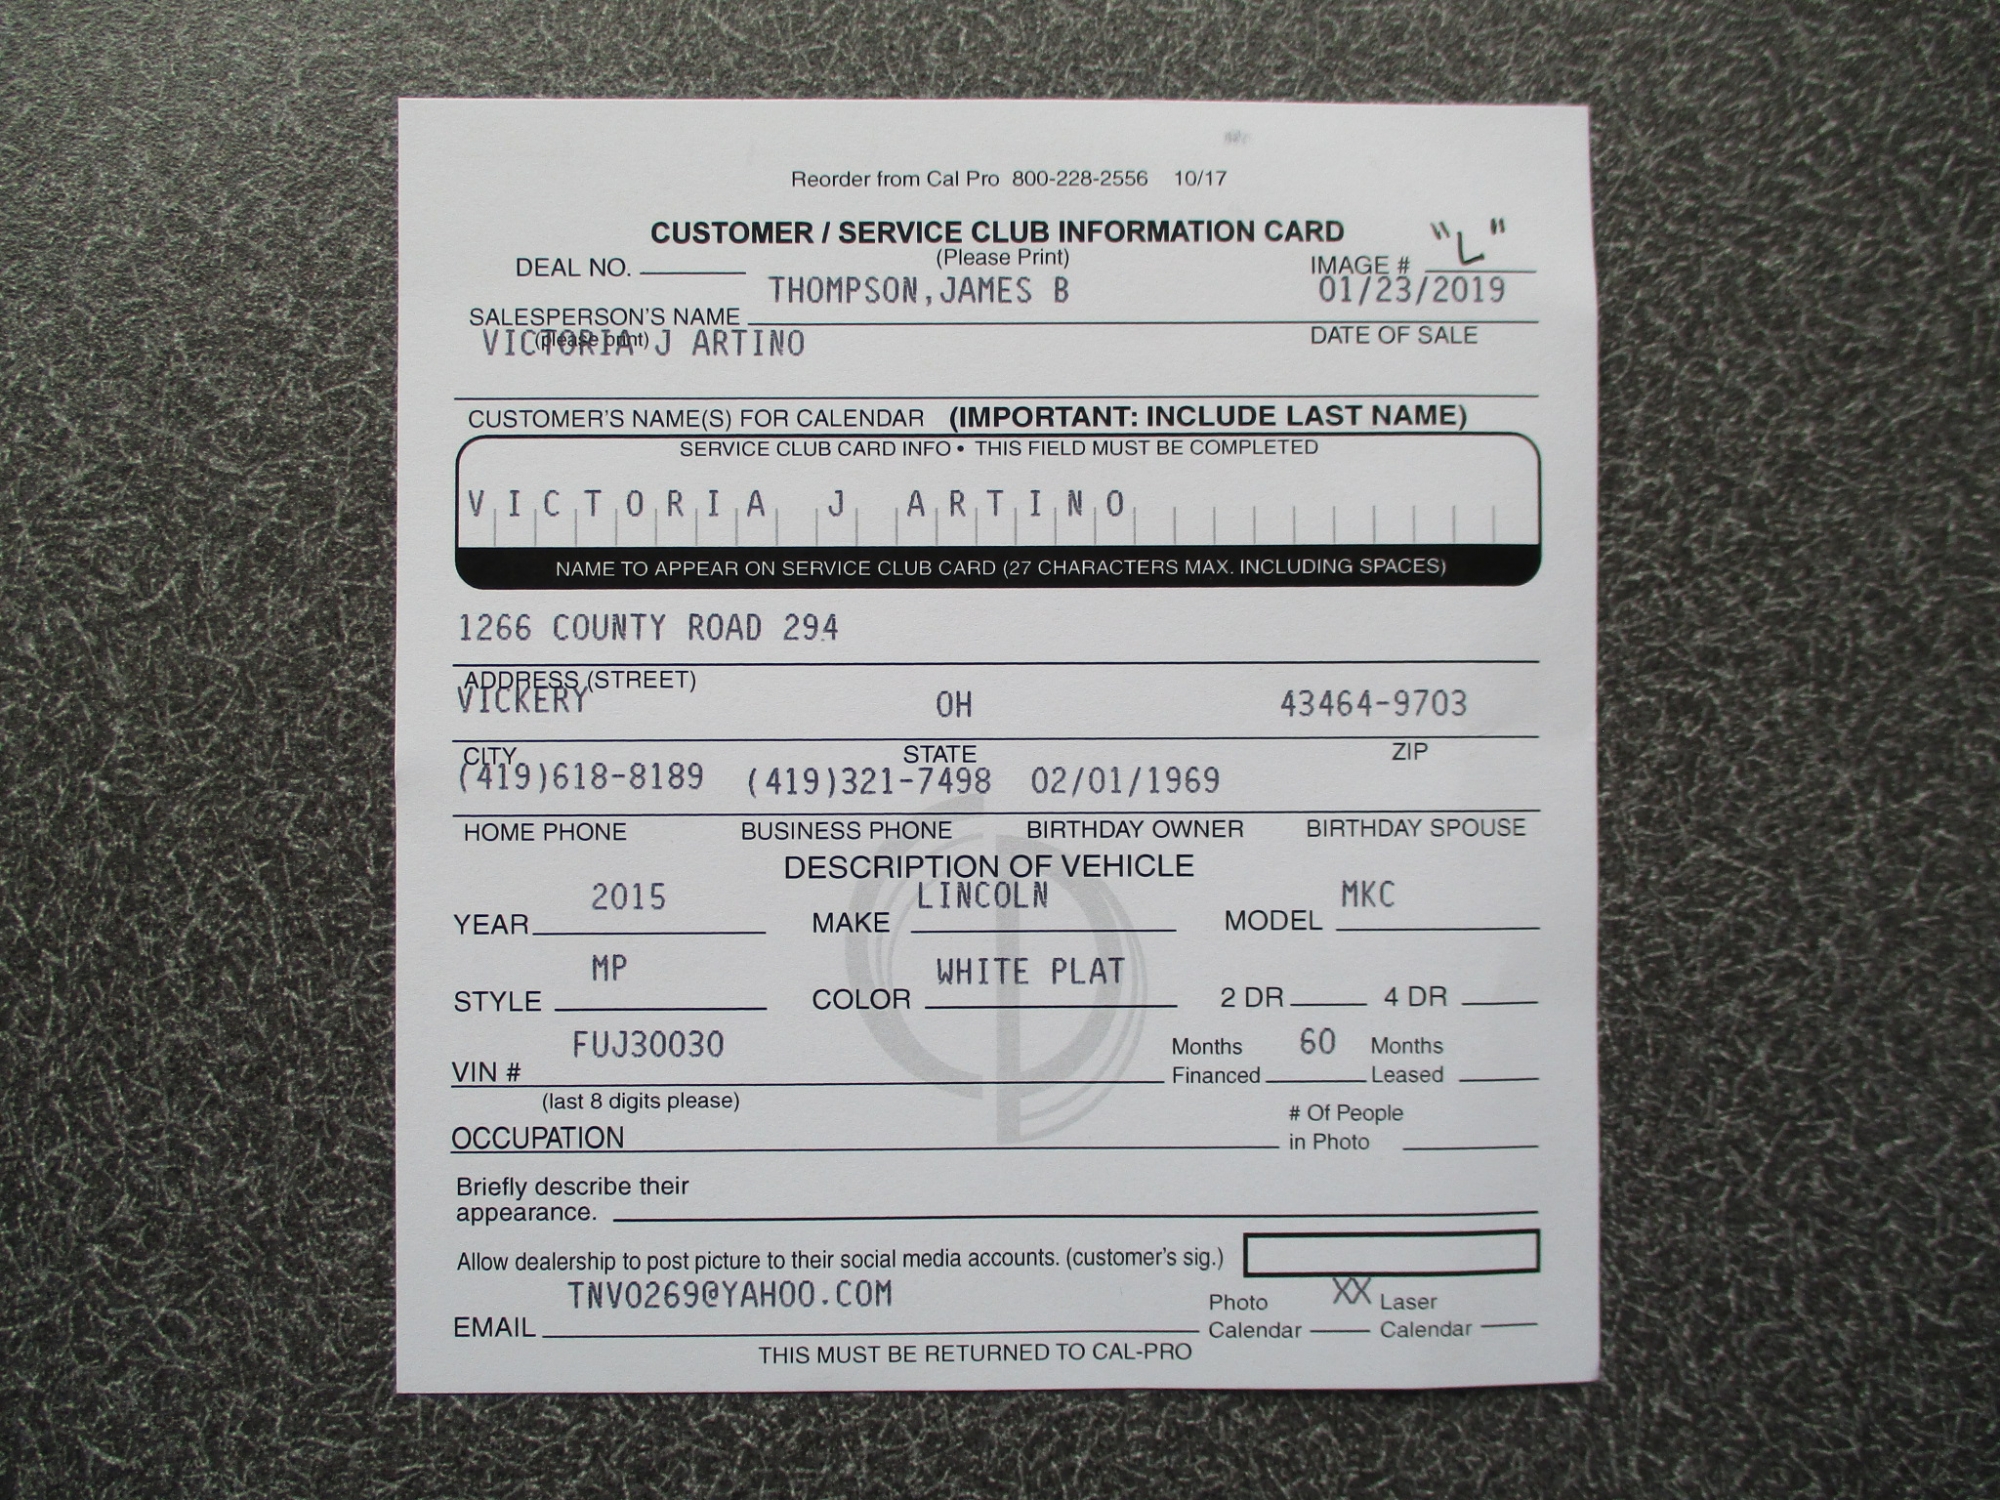 Reorder from Cal Pro 800-228-2556 10/17
CUSTOMER / SERVICE CLUB INFORMATION CARD "L"
(Please Print)
DEAL NO. IMAGE #
THOMPSON,JAMES B 01/23/2019
SALESPERSON'S NAME
(please print) DATE OF SALE
VICTORIA J ARTINO
CUSTOMER'S NAME(S) FOR CALENDAR (IMPORTANT: INCLUDE LAST NAME)
SERVICE CLUB CARD INFO • THIS FIELD MUST BE COMPLETED
VICTORIA J ARTINO
NAME TO APPEAR ON SERVICE CLUB CARD (27 CHARACTERS MAX. INCLUDING SPACES)
1266 COUNTY ROAD 294
ADDRESS (STREET)
VICKERY OH 43464-9703
CITY STATE ZIP
(419)618-8189 (419)321-7498 02/01/1969
HOME PHONE BUSINESS PHONE BIRTHDAY OWNER BIRTHDAY SPOUSE
DESCRIPTION OF VEHICLE
2015 LINCOLN MKC
YEAR MAKE MODEL
MP WHITE PLAT
STYLE COLOR 2 DR 4 DR
FUJ30030 Months 60 Months
VIN # Financed Leased
(last 8 digits please) # Of People
OCCUPATION in Photo
Briefly describe their
appearance.
Allow dealership to post picture to their social media accounts. (customer's sig.)
TNVO269@YAHOO.COM Photo XX Laser
EMAIL Calendar Calendar
THIS MUST BE RETURNED TO CAL-PRO